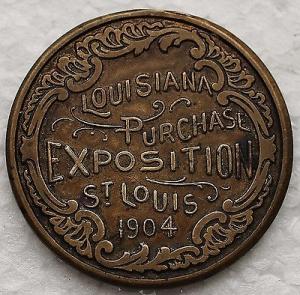 LOUISIANA
PURCHASE
EXPOSITION
ST LOUIS
1904